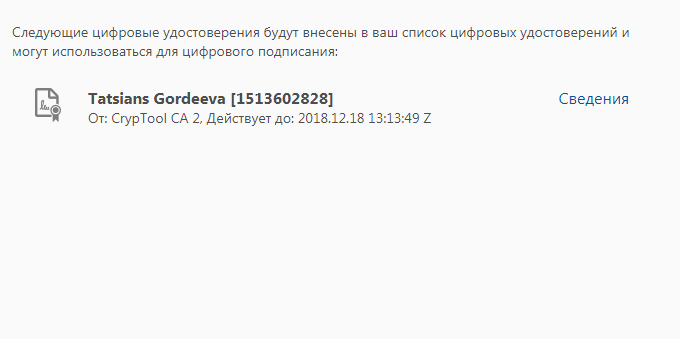 Следующие цифровые удостоверения будут внесены в ваш список цифровых удостоверений и
могут использоваться для цифрового подписания:
Tatsians Gordeeva [1513602828]
Сведения
От: CrypTool CA 2, Действует до: 2018.12.18 13:13:49 Z